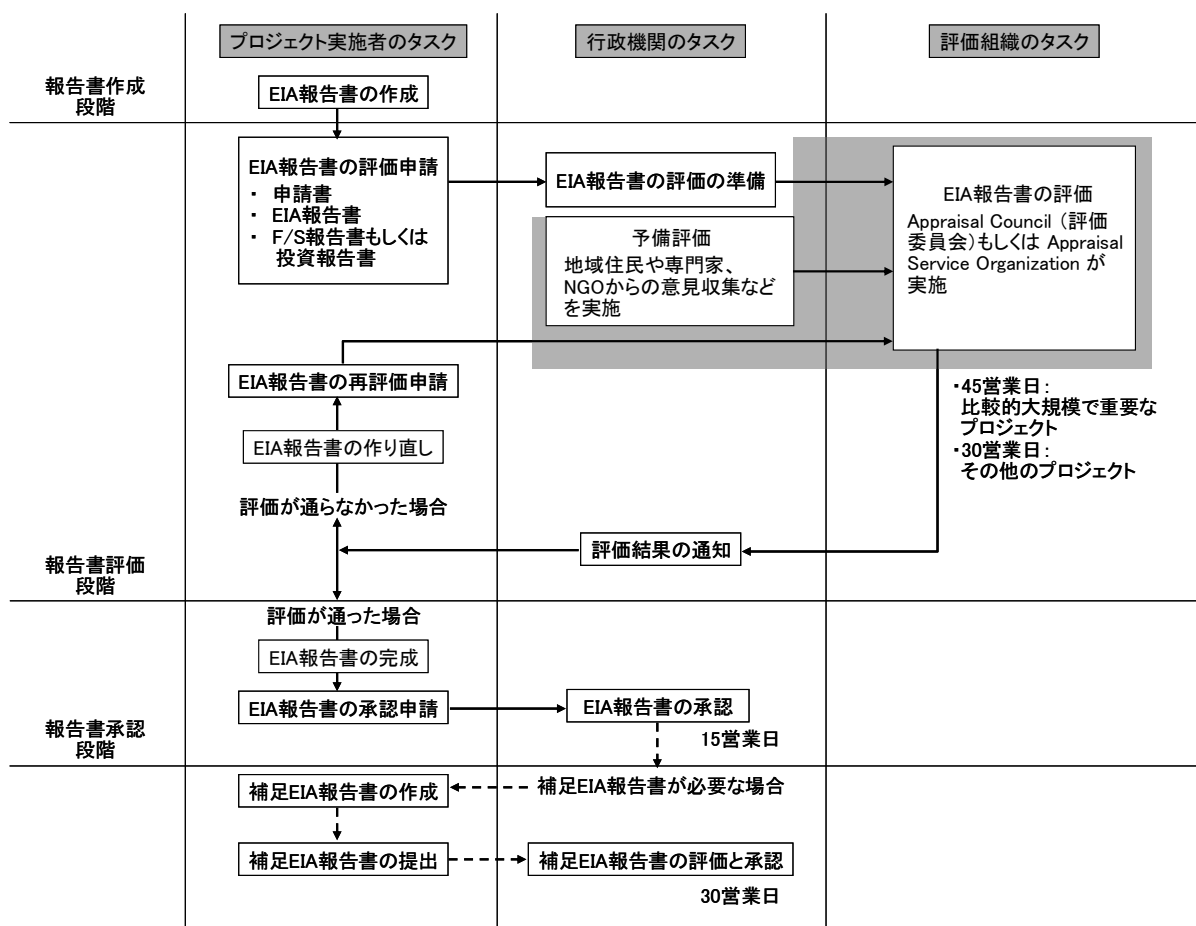 プロジェクト実施者のタスク
行政機関のタスク
評価組織のタスク
報告書作成
段階
EIA報告書の作成
EIA報告書の評価申請
・ 申請書
・ EIA報告書
・ F/S報告書もしくは
投資報告書
EIA報告書の評価の準備
予備評価
地域住民や専門家、
NGOからの意見収集など
を実施
EIA報告書の評価
Appraisal Council (評価
委員会)もしくは Appraisal
Service Organization が
実施
EIA報告書の再評価申請
EIA報告書の作り直し
評価が通らなかった場合
・45営業日:
比較的大規模で重要な
プロジェクト
・30営業日:
その他のプロジェクト
評価結果の通知
報告書評価
段階
評価が通った場合
EIA報告書の完成
EIA報告書の承認申請
EIA報告書の承認
15営業日
報告書承認
段階
補足EIA報告書が必要な場合
補足EIA報告書の作成
補足EIA報告書の提出
補足EIA報告書の評価と承認
30営業日